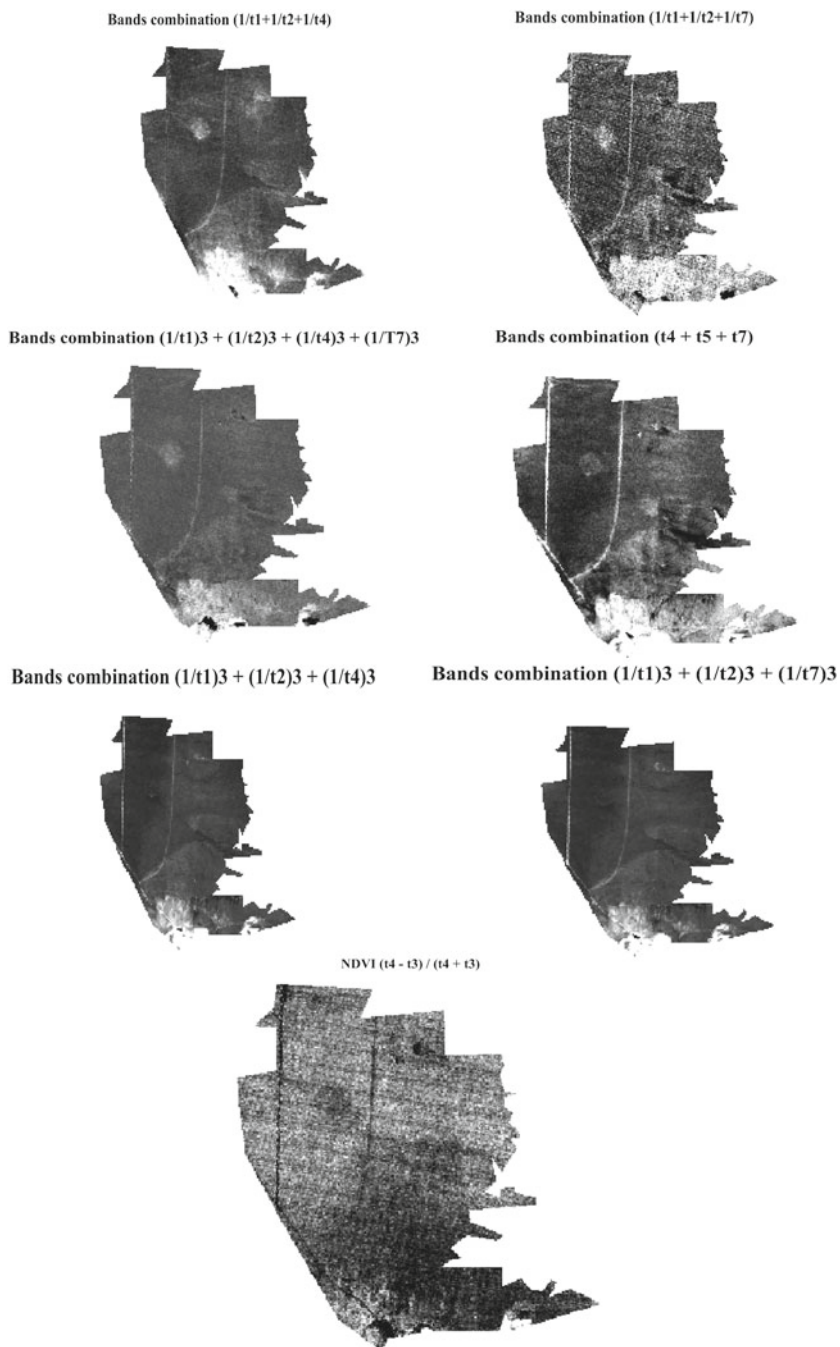 Bands combination (1/t1+1/t2+1/t4)
Bands combination (1/t1+1/t2+1/t7)
Bands combination (1/t1)3 + (1/t2)3 + (1/t4)3 + (1/T7)3
Bands combination (t4 + t5 + t7)
Bands combination (1/t1)3 + (1/t2)3 + (1/t4)3
Bands combination (1/t1)3 + (1/t2)3 + (1/t7)3
NDVI (t4 - t3) / (t4 + t3)